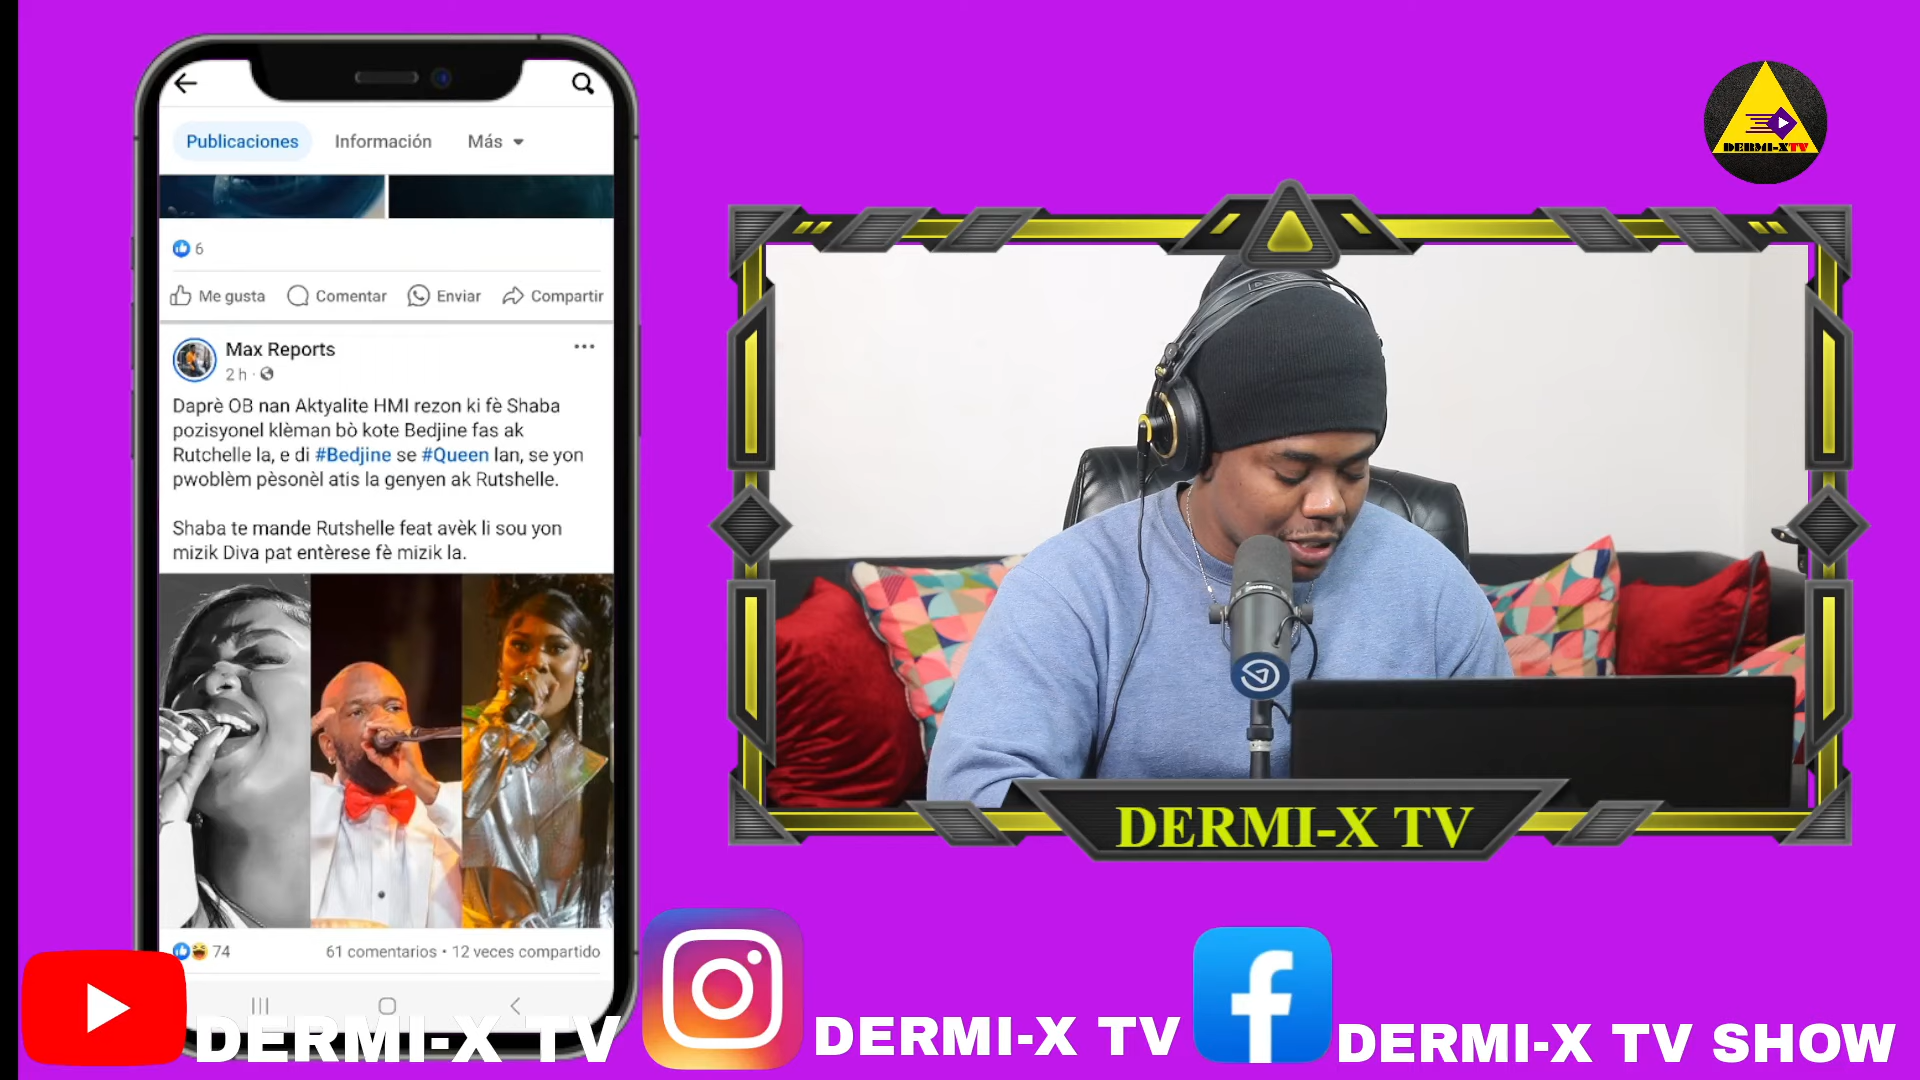 Publicaciones
Información
Más
6
Me gusta
Comentar
Enviar
Compartir
Max Reports
2 h
Daprè OB nan Aktyalite HMI rezon ki fè Shaba
pozisyonel klèman bò kote Bedjine fas ak
Rutchelle la, e di #Bedjine se #Queen lan, se yon
pwoblèm pèsonèl atis la genyen ak Rutshelle.
Shaba te mande Rutshelle feat avèk li sou yon
mizik Diva pat entèrese fè mizik la.
74
61 comentarios • 12 veces compartido
DERMI-XTV
DERMI-X TV
DERMI-X TV
DERMI-X TV
DERMI-X TV SHOW